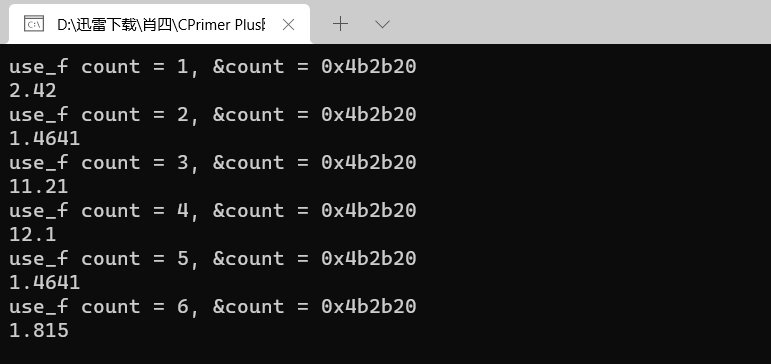 D:\迅雷下载\肖四\CPrimer Plus
use_f count = 1, &count = 0x4b2b20
2.42
use_f count = 2, &count = 0x4b2b20
1.4641
use_f count = 3, &count = 0x4b2b20
11.21
use_f count = 4, &count = 0x4b2b20
12.1
use_f count = 5, &count = 0x4b2b20
1.4641
use_f count = 6, &count = 0x4b2b20
1.815